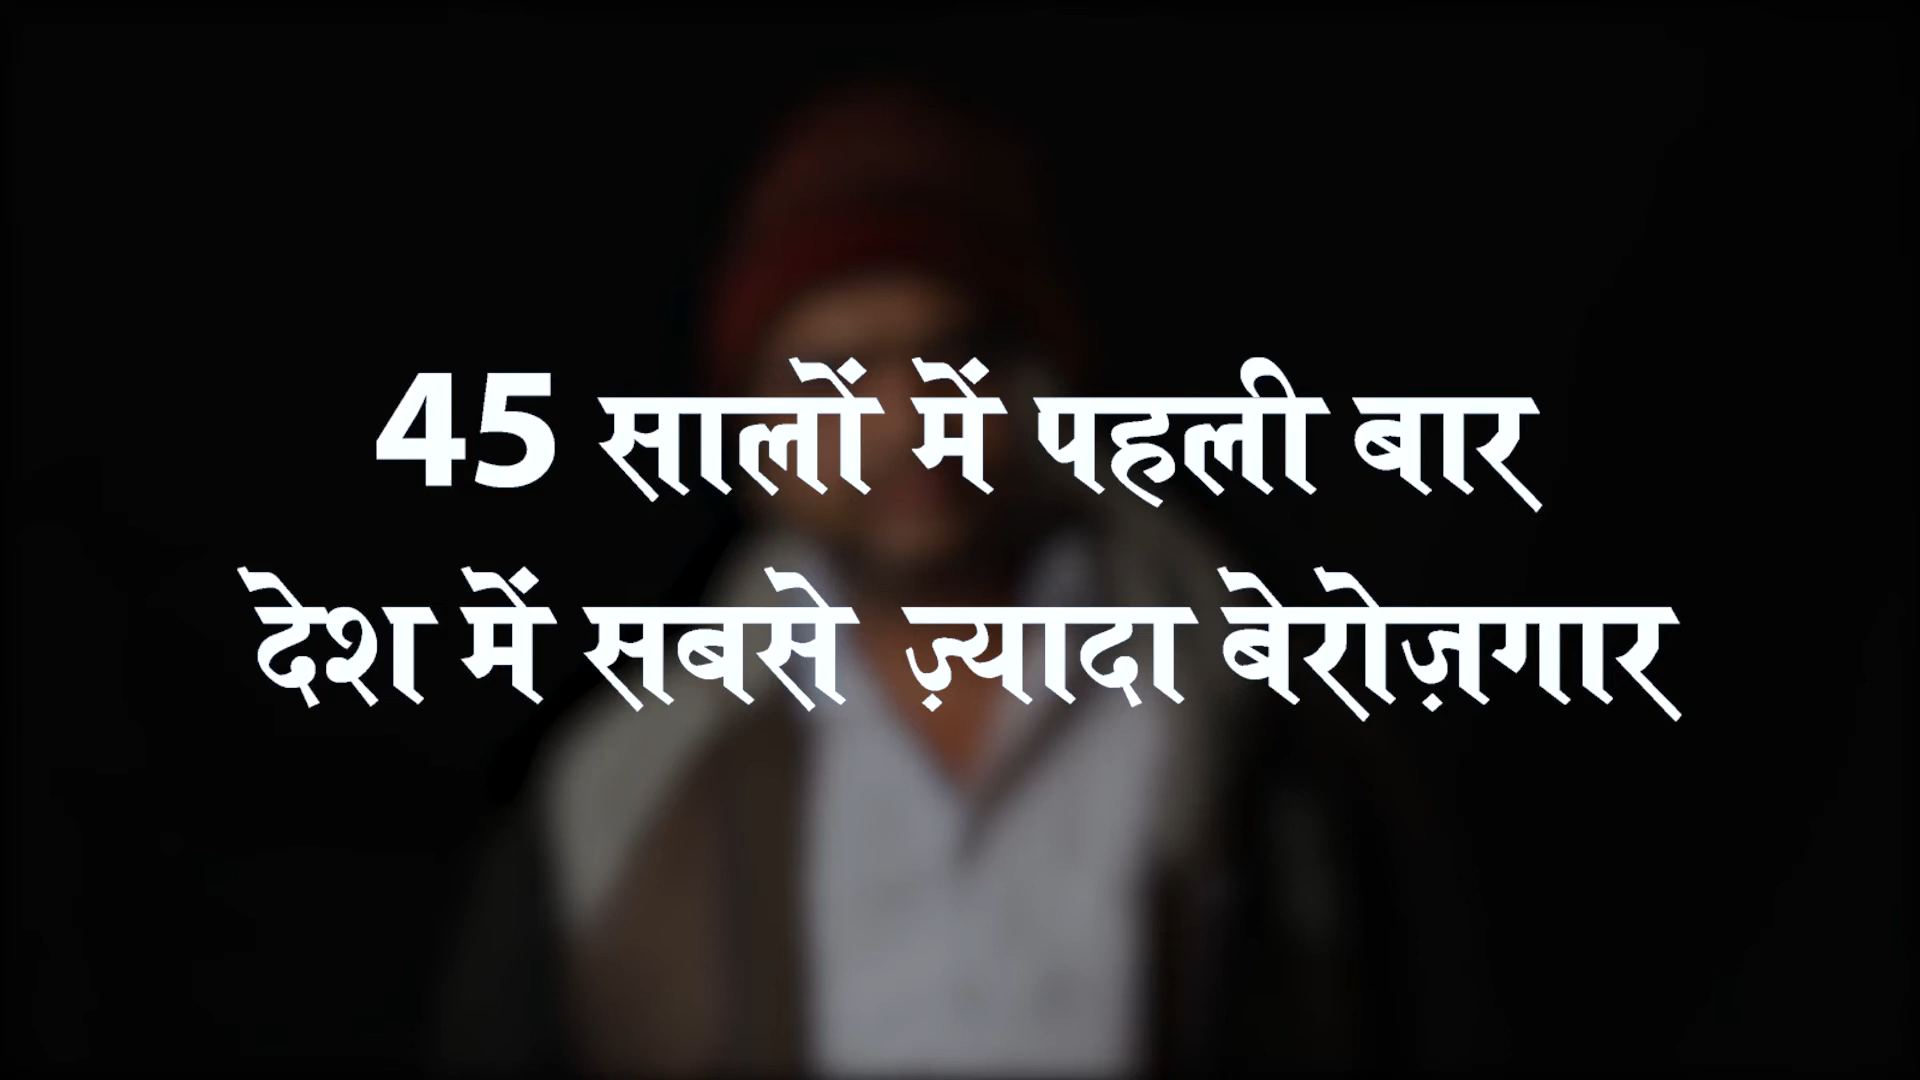 45 सालों में पहली बार
देश में सबसे ज़्यादा बेरोज़गार